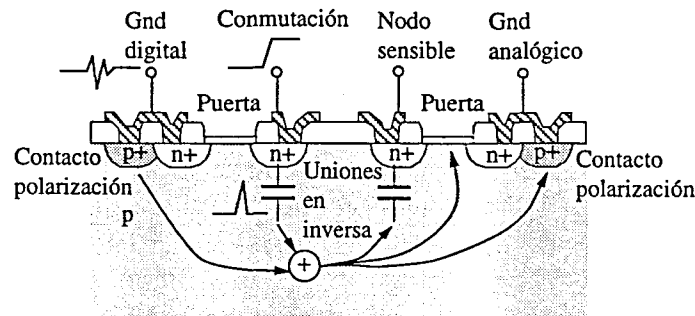 Gnd
digital
Conmutación
Nodo
sensible
Gnd
analógico
Puerta
Puerta
p+
n+
n+
n+
n+
p+
Contacto
polarización
p
Uniones
en
inversa
Contacto
polarización
+